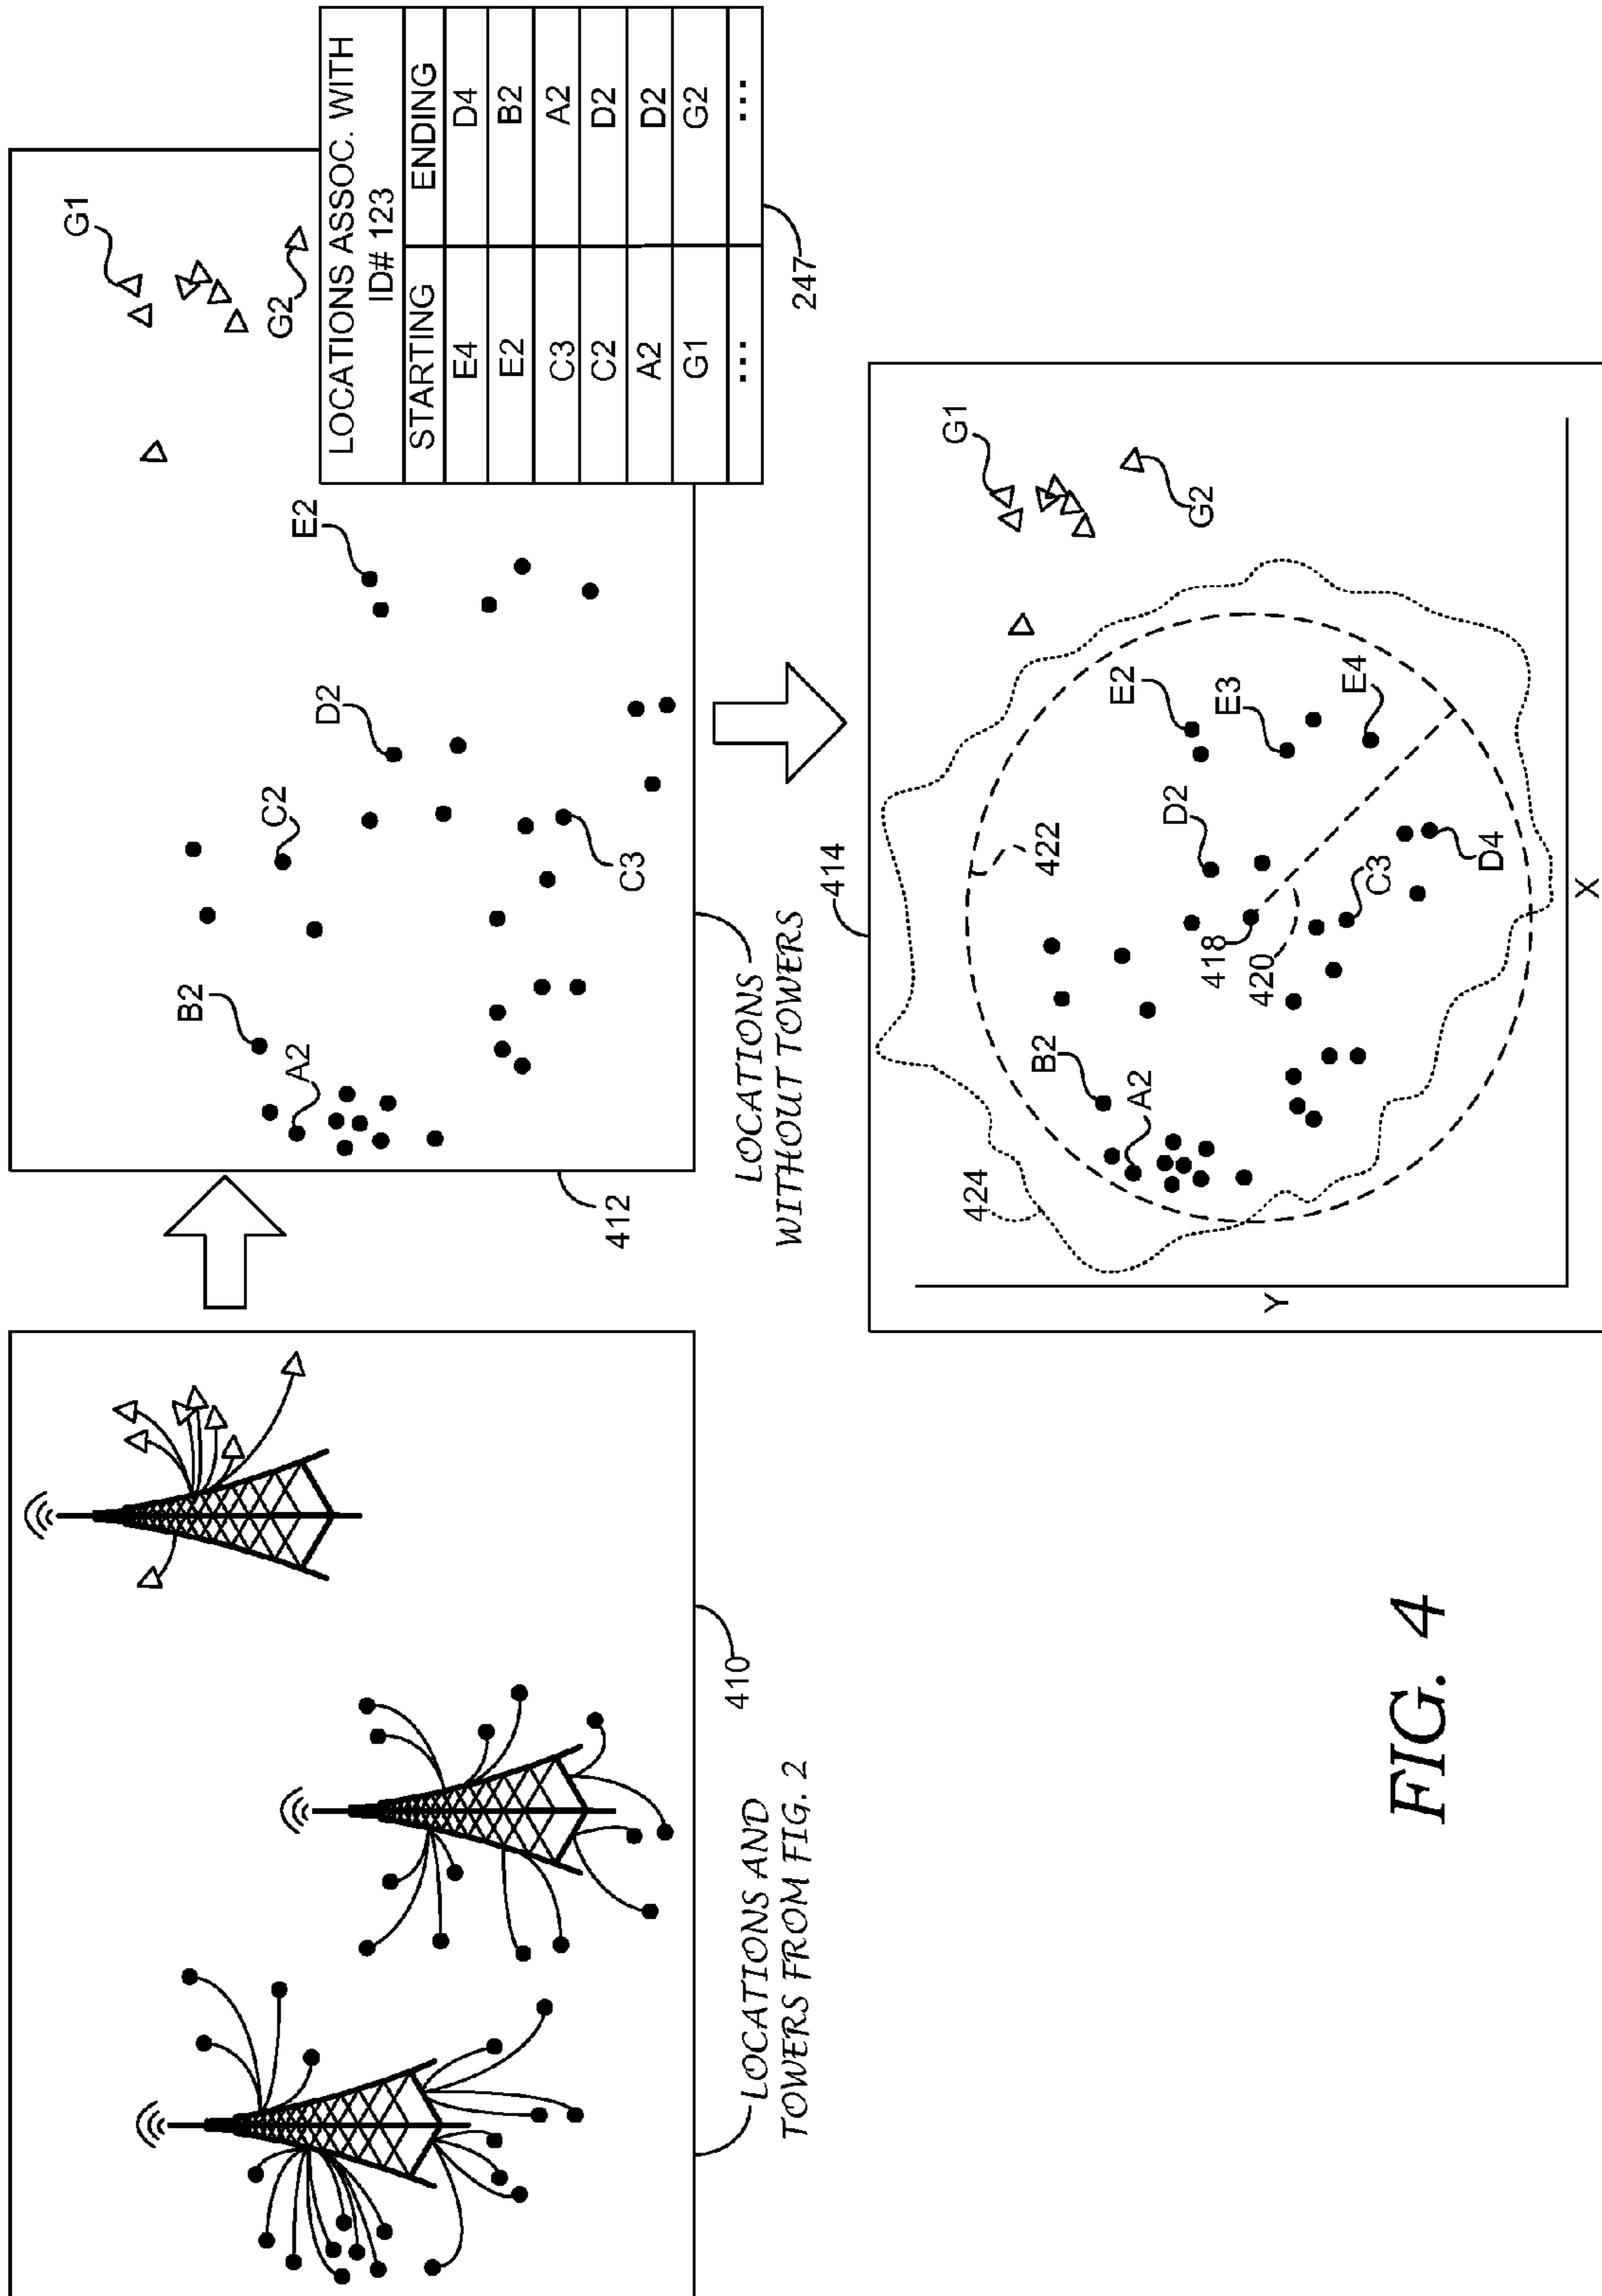 LOCATIONS AND
TOWERS FROM FIG. 2
410
412
LOCATIONS
WITHOUT TOWERS
A2
B2
C2
C3
D2
E2
G1
G2
LOCATIONS ASSOC. WITH
ID# 123
STARTING ENDING
E4 D4
E2 B2
C3 A2
C2 D2
A2 D2
G1 G2
... ...
247
414
424
A2
B2
422
418
420
D2
C3
D4
E2
E3
E4
G1
G2
Y
X
FIG. 4